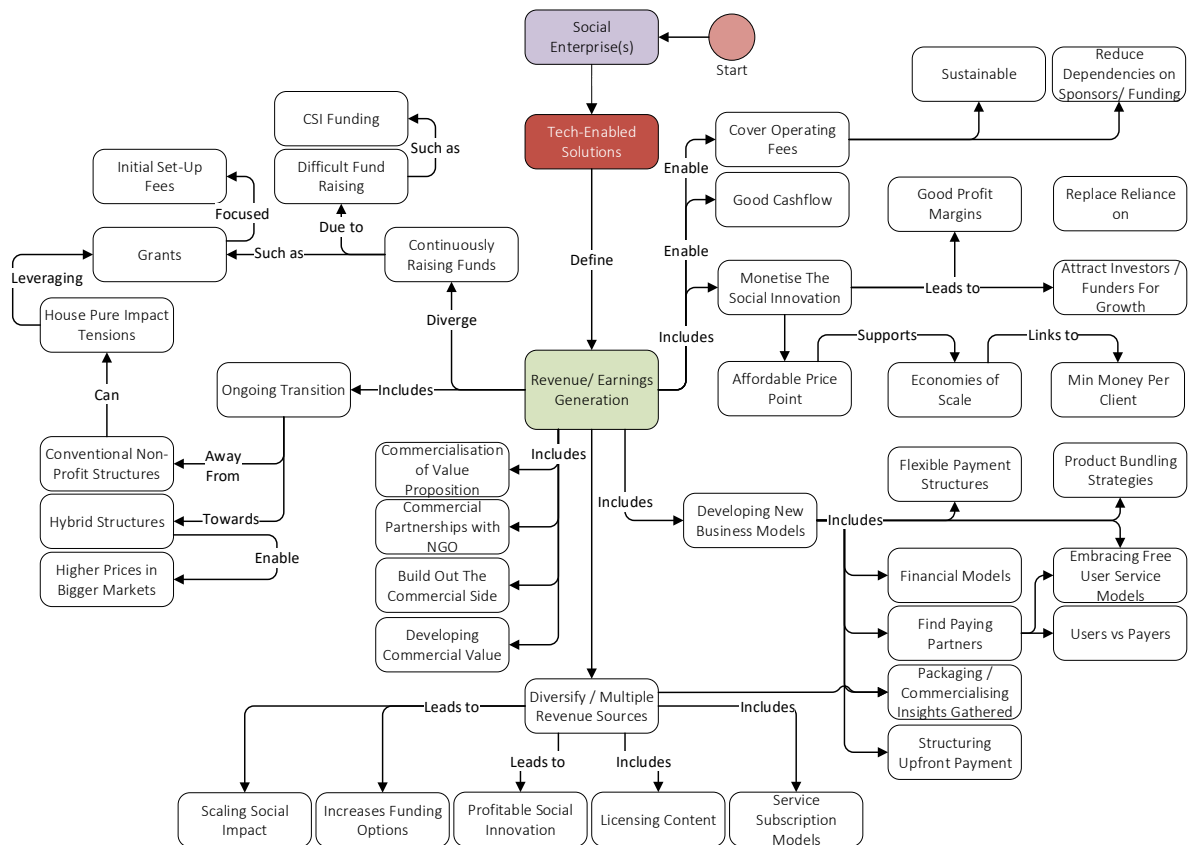 Social
Enterprise(s)
Start
Tech-Enabled
Solutions
Define
Revenue/ Earnings
Generation
CSI Funding
Such as
Difficult Fund
Raising
Initial Set-Up
Fees
Focused
Due to
Grants
Such as
Continuously
Raising Funds
Leveraging
Diverge
House Pure Impact
Tensions
Can
Ongoing Transition
Includes
Conventional Non-
Profit Structures
Away
From
Hybrid Structures
Towards
Enable
Higher Prices in
Bigger Markets
Sustainable
Reduce
Dependencies on
Sponsors/ Funding
Cover Operating
Fees
Enable
Good Cashflow
Good Profit
Margins
Replace Reliance
on
Enable
Monetise The
Social Innovation
Leads to
Attract Investors /
Funders For
Growth
Includes
Supports
Links to
Affordable Price
Point
Economies of
Scale
Min Money Per
Client
Includes
Commercialisation
of Value
Proposition
Commercial
Partnerships with
NGO
Build Out The
Commercial Side
Developing
Commercial Value
Includes
Developing New
Business Models
Includes
Flexible Payment
Structures
Product Bundling
Strategies
Financial Models
Embracing Free
User Service
Models
Find Paying
Partners
Users vs Payers
Packaging /
Commercialising
Insights Gathered
Structuring
Upfront Payment
Diversify / Multiple
Revenue Sources
Leads to
Includes
Leads to
Includes
Scaling Social
Impact
Increases Funding
Options
Profitable Social
Innovation
Licensing Content
Service
Subscription
Models